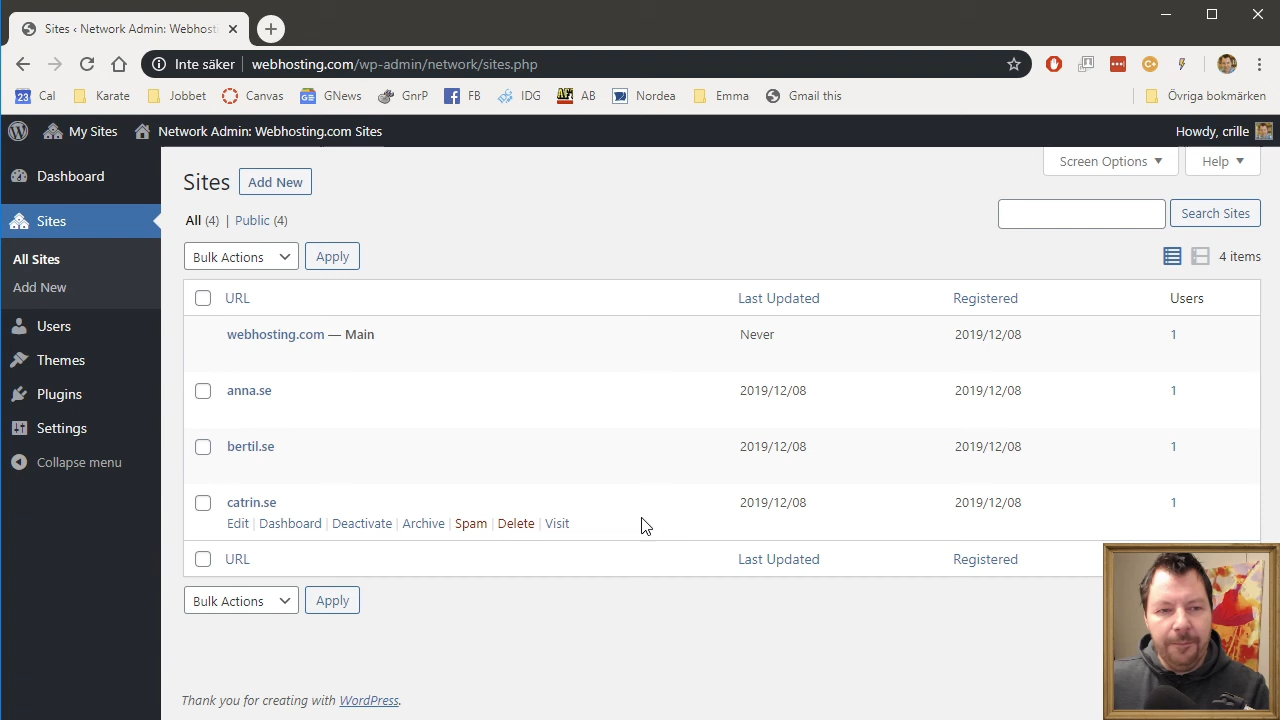 Sites ‹ Network Admin: Webhosti
Inte säker webhosting.com/wp-admin/network/sites.php
23 Cal Karate Jobbet Canvas GNews GnrP FB IDG AB Nordea Emma Gmail this Övriga bokmärken
My Sites Network Admin: Webhosting.com Sites Howdy, crille
Screen Options Help
Dashboard
Sites
All Sites
Add New
Users
Themes
Plugins
Settings
Collapse menu
Sites Add New
All (4) | Public (4)
Search Sites
Bulk Actions Apply 4 items
URL Last Updated Registered Users
webhosting.com — Main Never 2019/12/08 1
anna.se 2019/12/08 2019/12/08 1
bertil.se 2019/12/08 2019/12/08 1
catrin.se 2019/12/08 2019/12/08 1
Edit | Dashboard | Deactivate | Archive | Spam | Delete | Visit
URL Last Updated Registered
Bulk Actions Apply
Thank you for creating with WordPress.